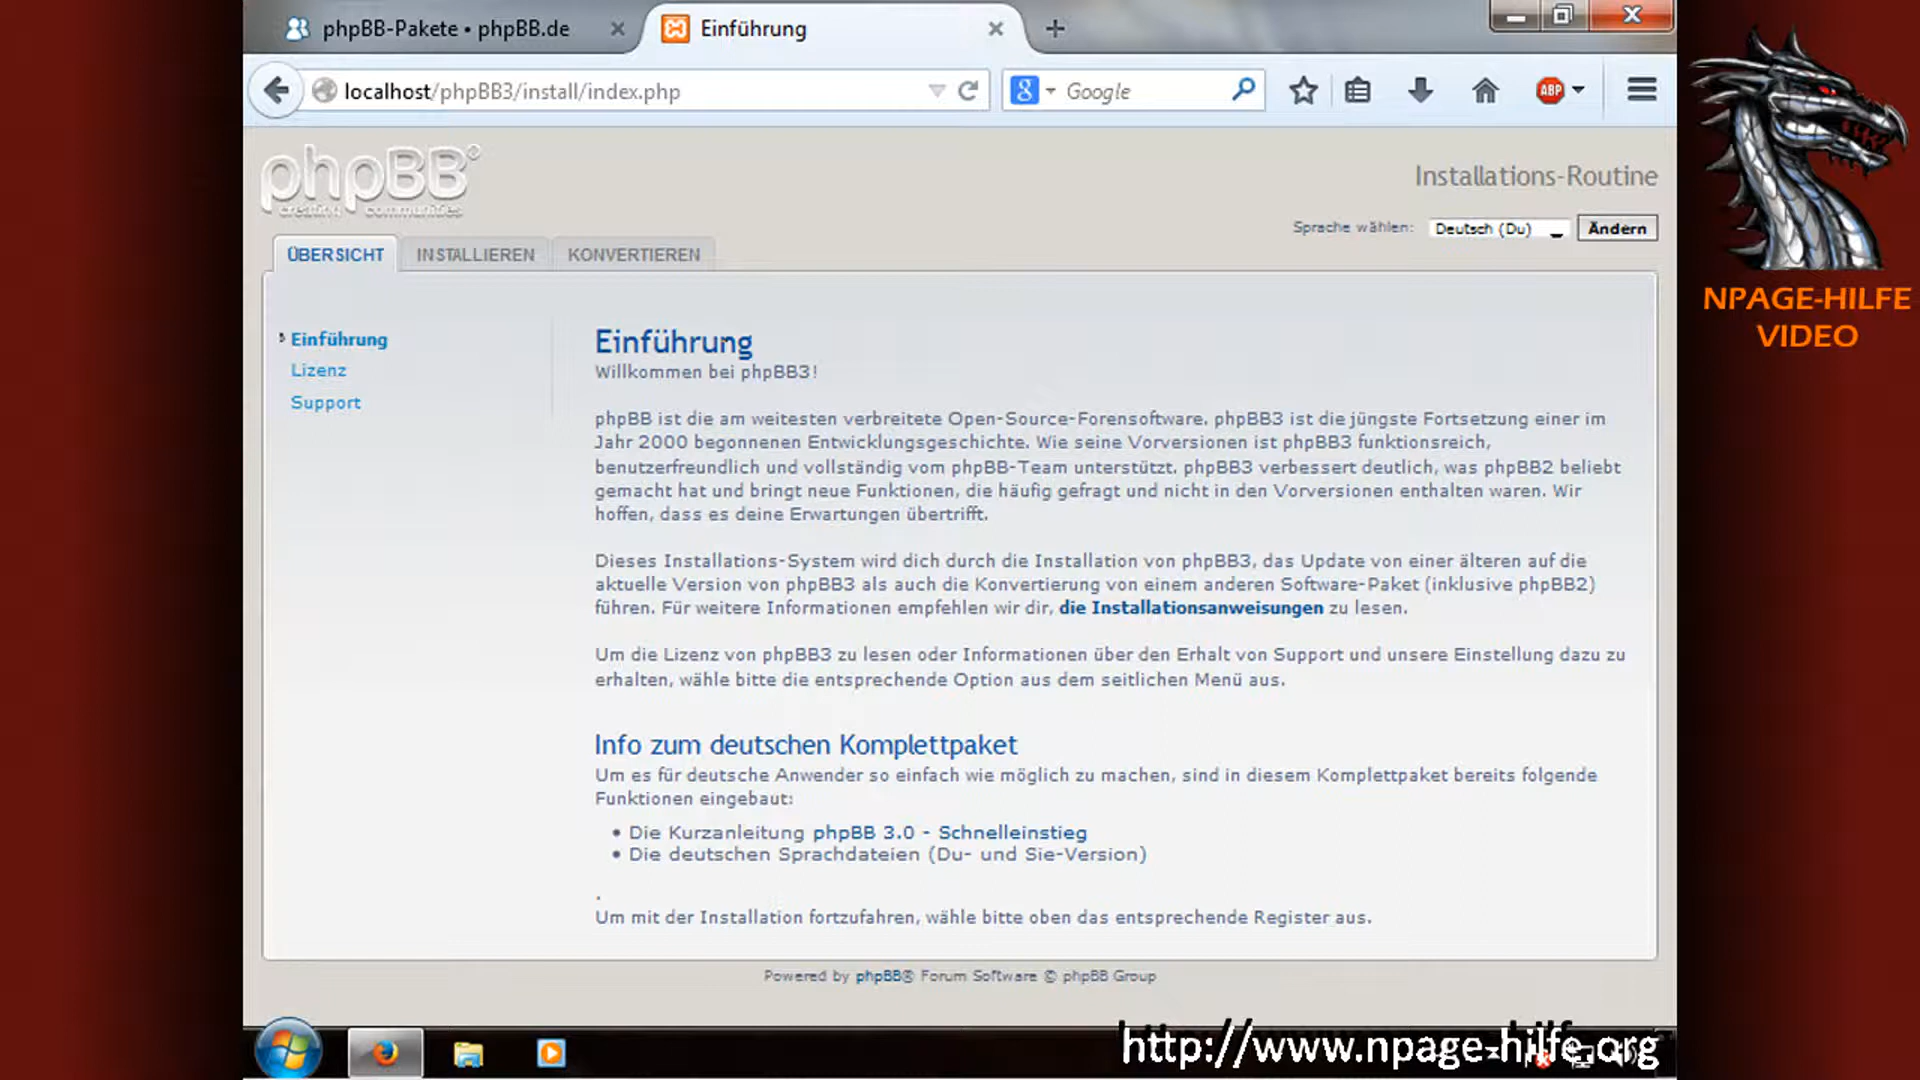 phpBB-Pakete • phpBB.de
Einführung
localhost/phpBB3/install/index.php
Google
ABP
phpBB®
creating communities
Installations-Routine
Sprache wählen: Deutsch (Du) Ändern
ÜBERSICHT INSTALLIEREN KONVERTIEREN
NPAGE-HILFE
VIDEO
Einführung
Lizenz
Support
Einführung
Willkommen bei phpBB3!
phpBB ist die am weitesten verbreitete Open-Source-Forensoftware. phpBB3 ist die jüngste Fortsetzung einer im
Jahr 2000 begonnenen Entwicklungsgeschichte. Wie seine Vorversionen ist phpBB3 funktionsreich,
benutzerfreundlich und vollständig vom phpBB-Team unterstützt. phpBB3 verbessert deutlich, was phpBB2 beliebt
gemacht hat und bringt neue Funktionen, die häufig gefragt und nicht in den Vorversionen enthalten waren. Wir
hoffen, dass es deine Erwartungen übertrifft.
Dieses Installations-System wird dich durch die Installation von phpBB3, das Update von einer älteren auf die
aktuelle Version von phpBB3 als auch die Konvertierung von einem anderen Software-Paket (inklusive phpBB2)
führen. Für weitere Informationen empfehlen wir dir, die Installationsanweisungen zu lesen.
Um die Lizenz von phpBB3 zu lesen oder Informationen über den Erhalt von Support und unsere Einstellung dazu zu
erhalten, wähle bitte die entsprechende Option aus dem seitlichen Menü aus.
Info zum deutschen Komplettpaket
Um es für deutsche Anwender so einfach wie möglich zu machen, sind in diesem Komplettpaket bereits folgende
Funktionen eingebaut:
• Die Kurzanleitung phpBB 3.0 - Schnelleinstieg
• Die deutschen Sprachdateien (Du- und Sie-Version)
.
Um mit der Installation fortzufahren, wähle bitte oben das entsprechende Register aus.
Powered by phpBB® Forum Software © phpBB Group
http://www.npage-hilfe.org